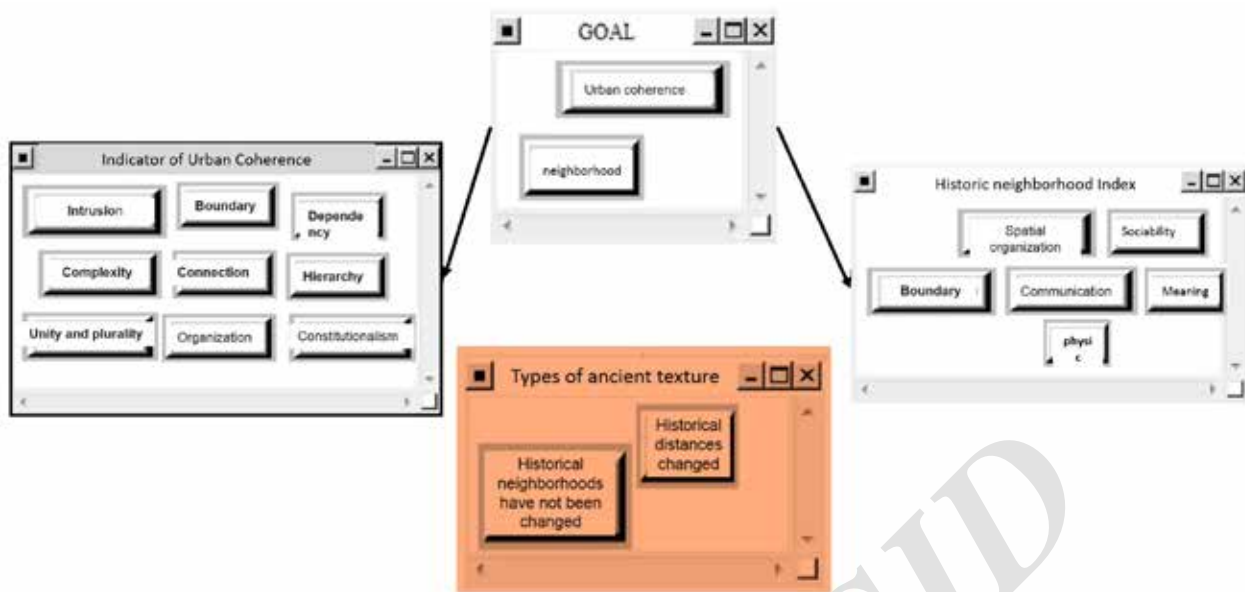 GOAL
Urban coherence
neighborhood
Indicator of Urban Coherence
Intrusion
Boundary
Depende
ncy
Complexity
Connection
Hierarchy
Unity and plurality
Organization
Constitutionalism
Historic neighborhood Index
Spatial
organization
Sociability
Boundary
Communication
Meaning
physi
c
Types of ancient texture
Historical
distances
changed
Historical
neighborhoods
have not been
changed
SID